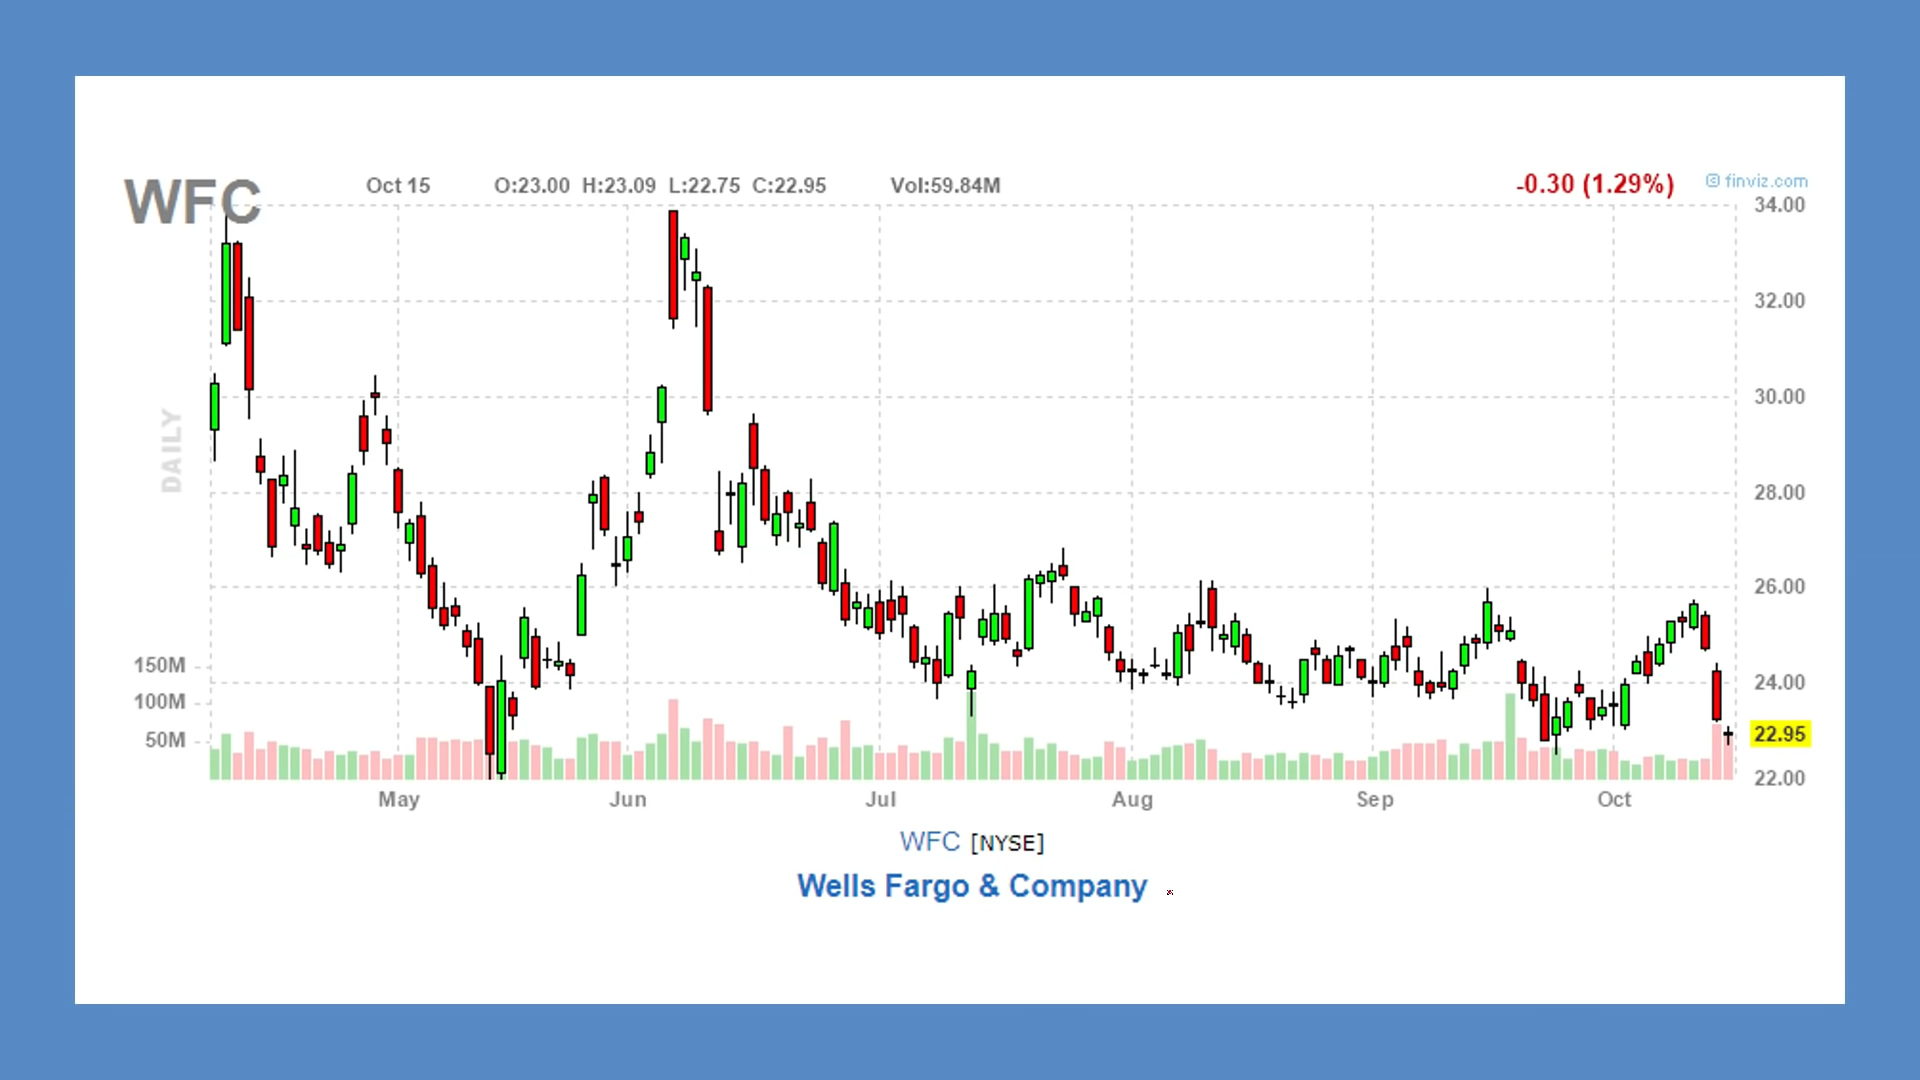 WFC Oct 15 O:23.00 H:23.09 L:22.75 C:22.95 Vol:59.84M -0.30 (1.29%) © finviz.com
34.00
32.00
30.00
DAILY
28.00
26.00
150M
24.00
100M
50M
22.95
22.00
May Jun Jul Aug Sep Oct
WFC [NYSE]
Wells Fargo & Company